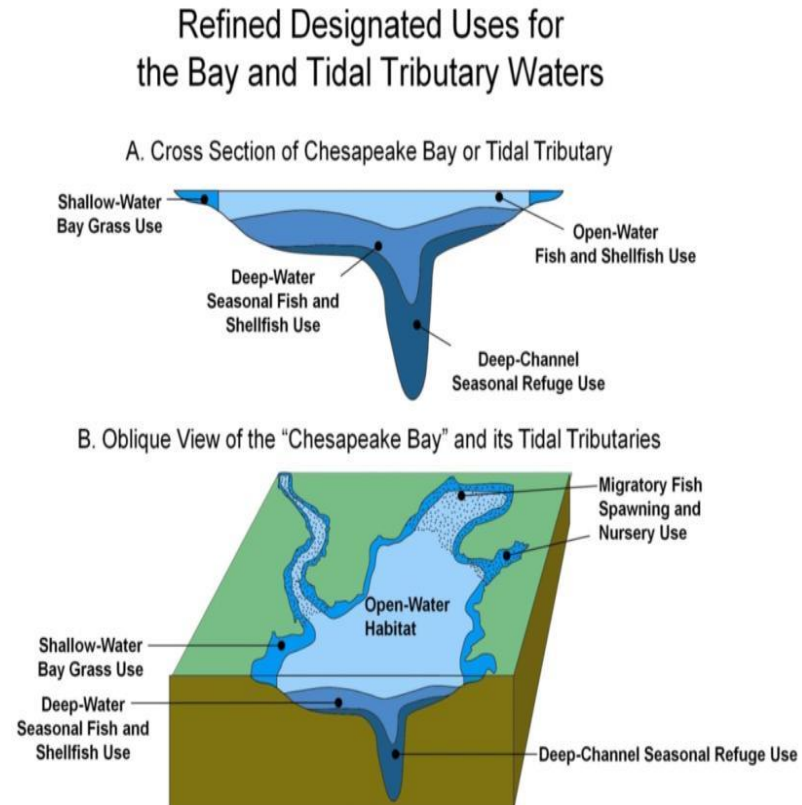 Refined Designated Uses for
the Bay and Tidal Tributary Waters
A. Cross Section of Chesapeake Bay or Tidal Tributary
Shallow-Water
Bay Grass Use
Open-Water
Fish and Shellfish Use
Deep-Water
Seasonal Fish and
Shellfish Use
Deep-Channel
Seasonal Refuge Use
B. Oblique View of the “Chesapeake Bay” and its Tidal Tributaries
Migratory Fish
Spawning and
Nursery Use
Open-Water
Habitat
Shallow-Water
Bay Grass Use
Deep-Water
Seasonal Fish and
Shellfish Use
Deep-Channel Seasonal Refuge Use